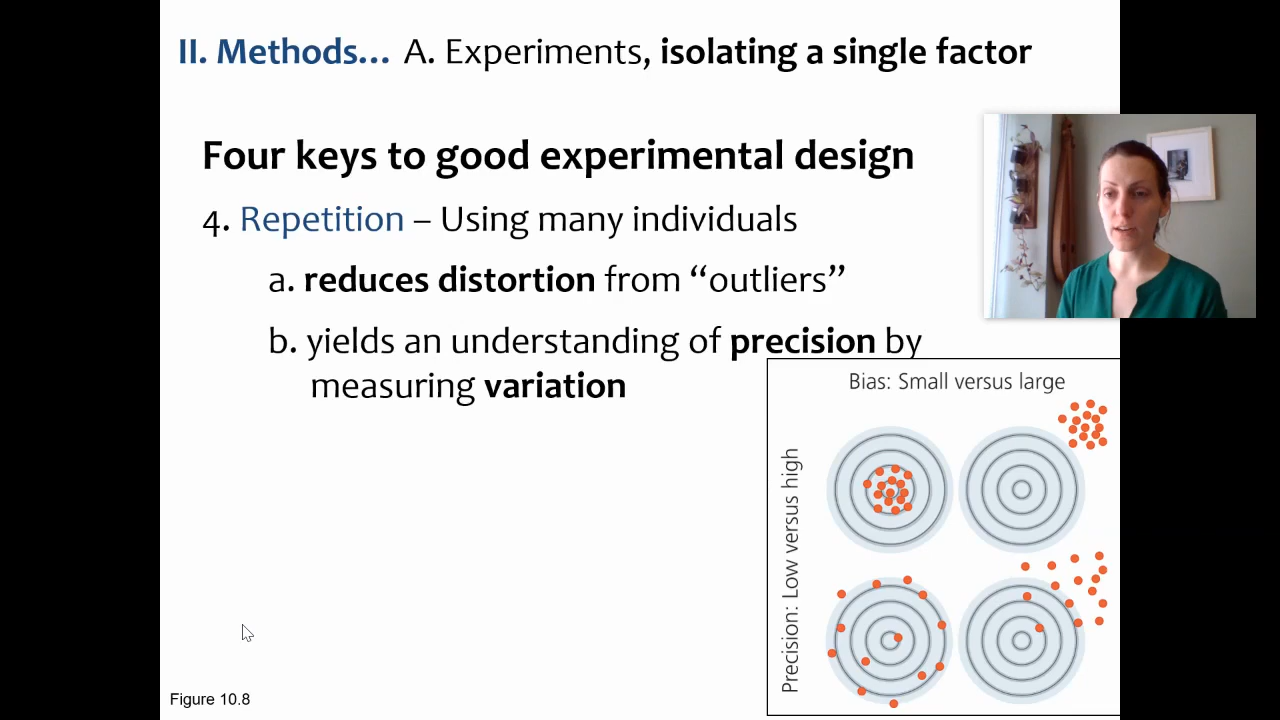 II. Methods… A. Experiments, isolating a single factor
Four keys to good experimental design
4. Repetition – Using many individuals
a. reduces distortion from “outliers”
b. yields an understanding of precision by
measuring variation
Bias: Small versus large
Precision: Low versus high
Figure 10.8